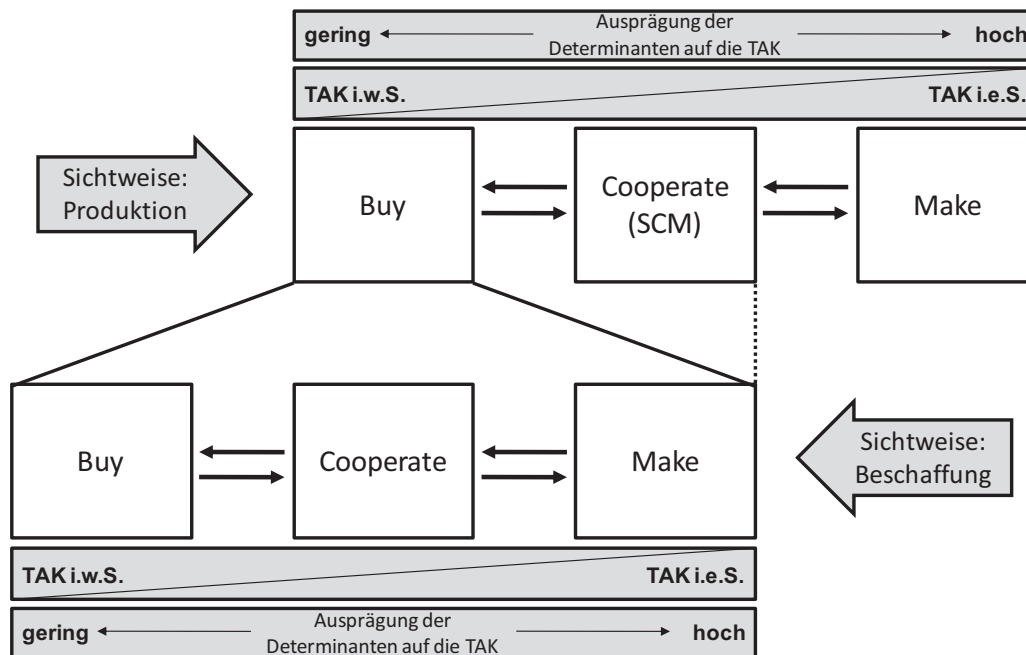 gering
Ausprägung der
Determinanten auf die TAK
hoch
TAK i.w.S.
TAK i.e.S.
Sichtweise:
Produktion
Buy
Cooperate
(SCM)
Make
Buy
Cooperate
Make
Sichtweise:
Beschaffung
TAK i.w.S.
TAK i.e.S.
gering
Ausprägung der
Determinanten auf die TAK
hoch